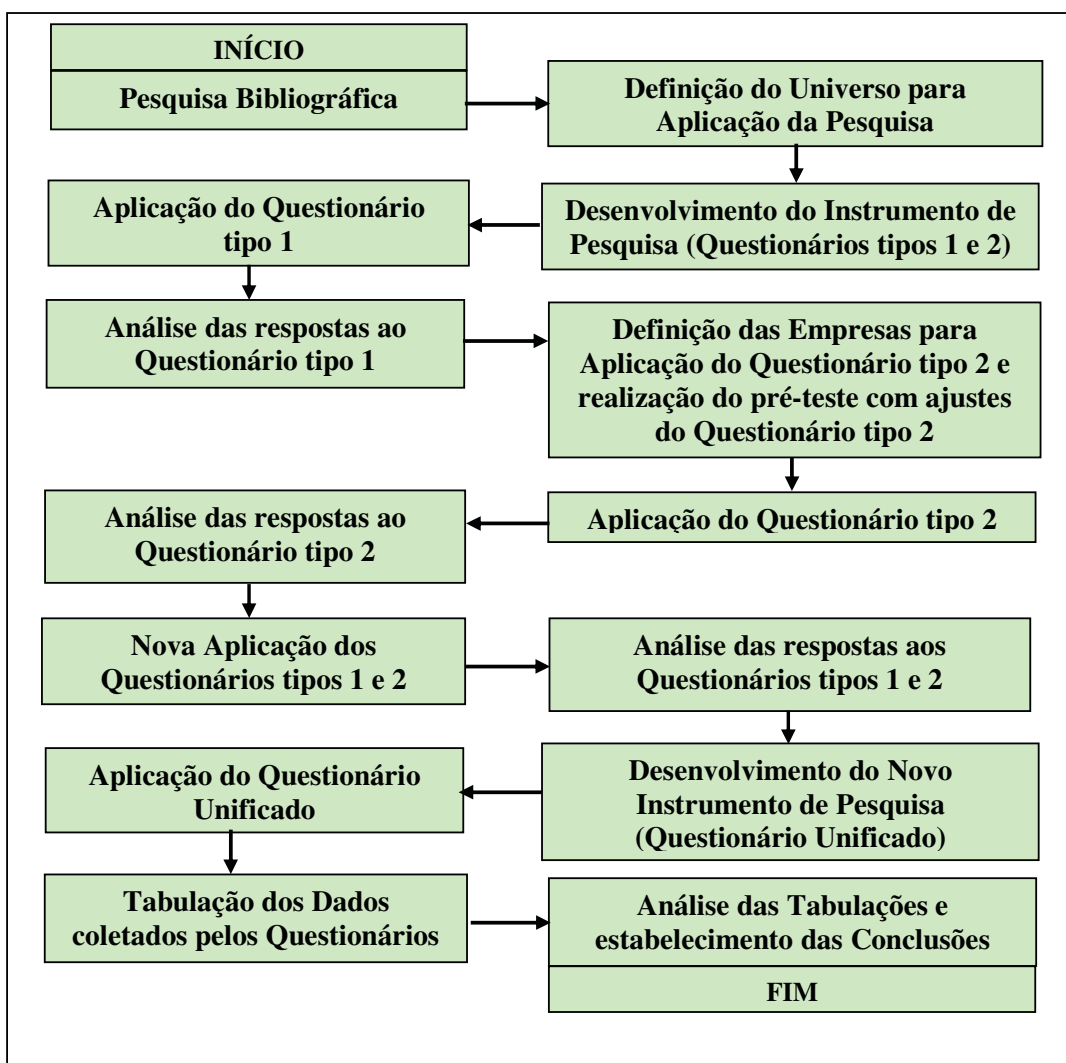 INÍCIO
Pesquisa Bibliográfica
Definição do Universo para
Aplicação da Pesquisa
Desenvolvimento do Instrumento de
Pesquisa (Questionários tipos 1 e 2)
Aplicação do Questionário
tipo 1
Análise das respostas ao
Questionário tipo 1
Definição das Empresas para
Aplicação do Questionário tipo 2 e
realização do pré-teste com ajustes
do Questionário tipo 2
Aplicação do Questionário tipo 2
Análise das respostas ao
Questionário tipo 2
Nova Aplicação dos
Questionários tipos 1 e 2
Análise das respostas aos
Questionários tipos 1 e 2
Desenvolvimento do Novo
Instrumento de Pesquisa
(Questionário Unificado)
Aplicação do Questionário
Unificado
Tabulação dos Dados
coletados pelos Questionários
Análise das Tabulações e
estabelecimento das Conclusões
FIM